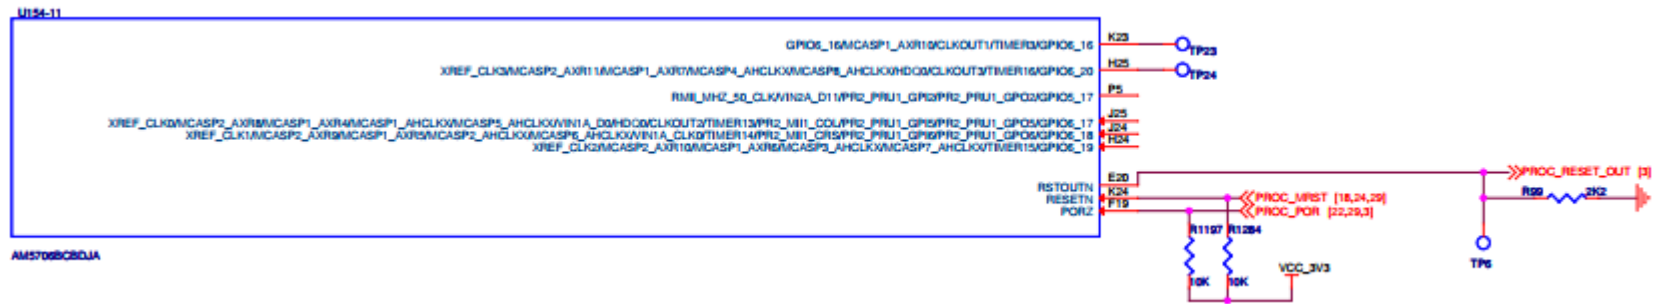 U154-11
GPIO6_16/MCASP1_AXR10/CLKOUT1/TIMER3/GPIO6_16 K23 TP23
XREF_CLK3/MCASP2_AXR11/MCASP1_AXR7/MCASP4_AHCLKX/MCASP8_AHCLKX/HDQ0/CLKOUT3/TIMER16/GPIO6_20 H25 TP24
RMII_MHZ_50_CLK/VIN2A_D11/PR2_PRU1_GPI2/PR2_PRU1_GPO2/GPIO5_17 P5
XREF_CLK0/MCASP2_AXR8/MCASP1_AXR4/MCASP1_AHCLKX/MCASP5_AHCLKX/VIN1A_D0/HDQ0/CLKOUT2/TIMER13/PR2_MII1_COL/PR2_PRU1_GPI5/PR2_PRU1_GPO5/GPIO6_17 J25
XREF_CLK1/MCASP2_AXR9/MCASP1_AXR5/MCASP2_AHCLKX/MCASP6_AHCLKX/VIN1A_CLK0/TIMER14/PR2_MII1_CRS/PR2_PRU1_GPI6/PR2_PRU1_GPO6/GPIO6_18 J24
XREF_CLK2/MCASP2_AXR10/MCASP1_AXR6/MCASP3_AHCLKX/MCASP7_AHCLKX/TIMER15/GPIO6_19 H24
RSTOUTN E20 PROC_RESET_OUT [3]
RESETN K24 PROC_MRST [18,24,29]
PORZ F19 PROC_POR [22,29,3]
R99 2K2
R1197 R1284
10K 10K
VCC_3V3
TP6
AM5706BCBDJA